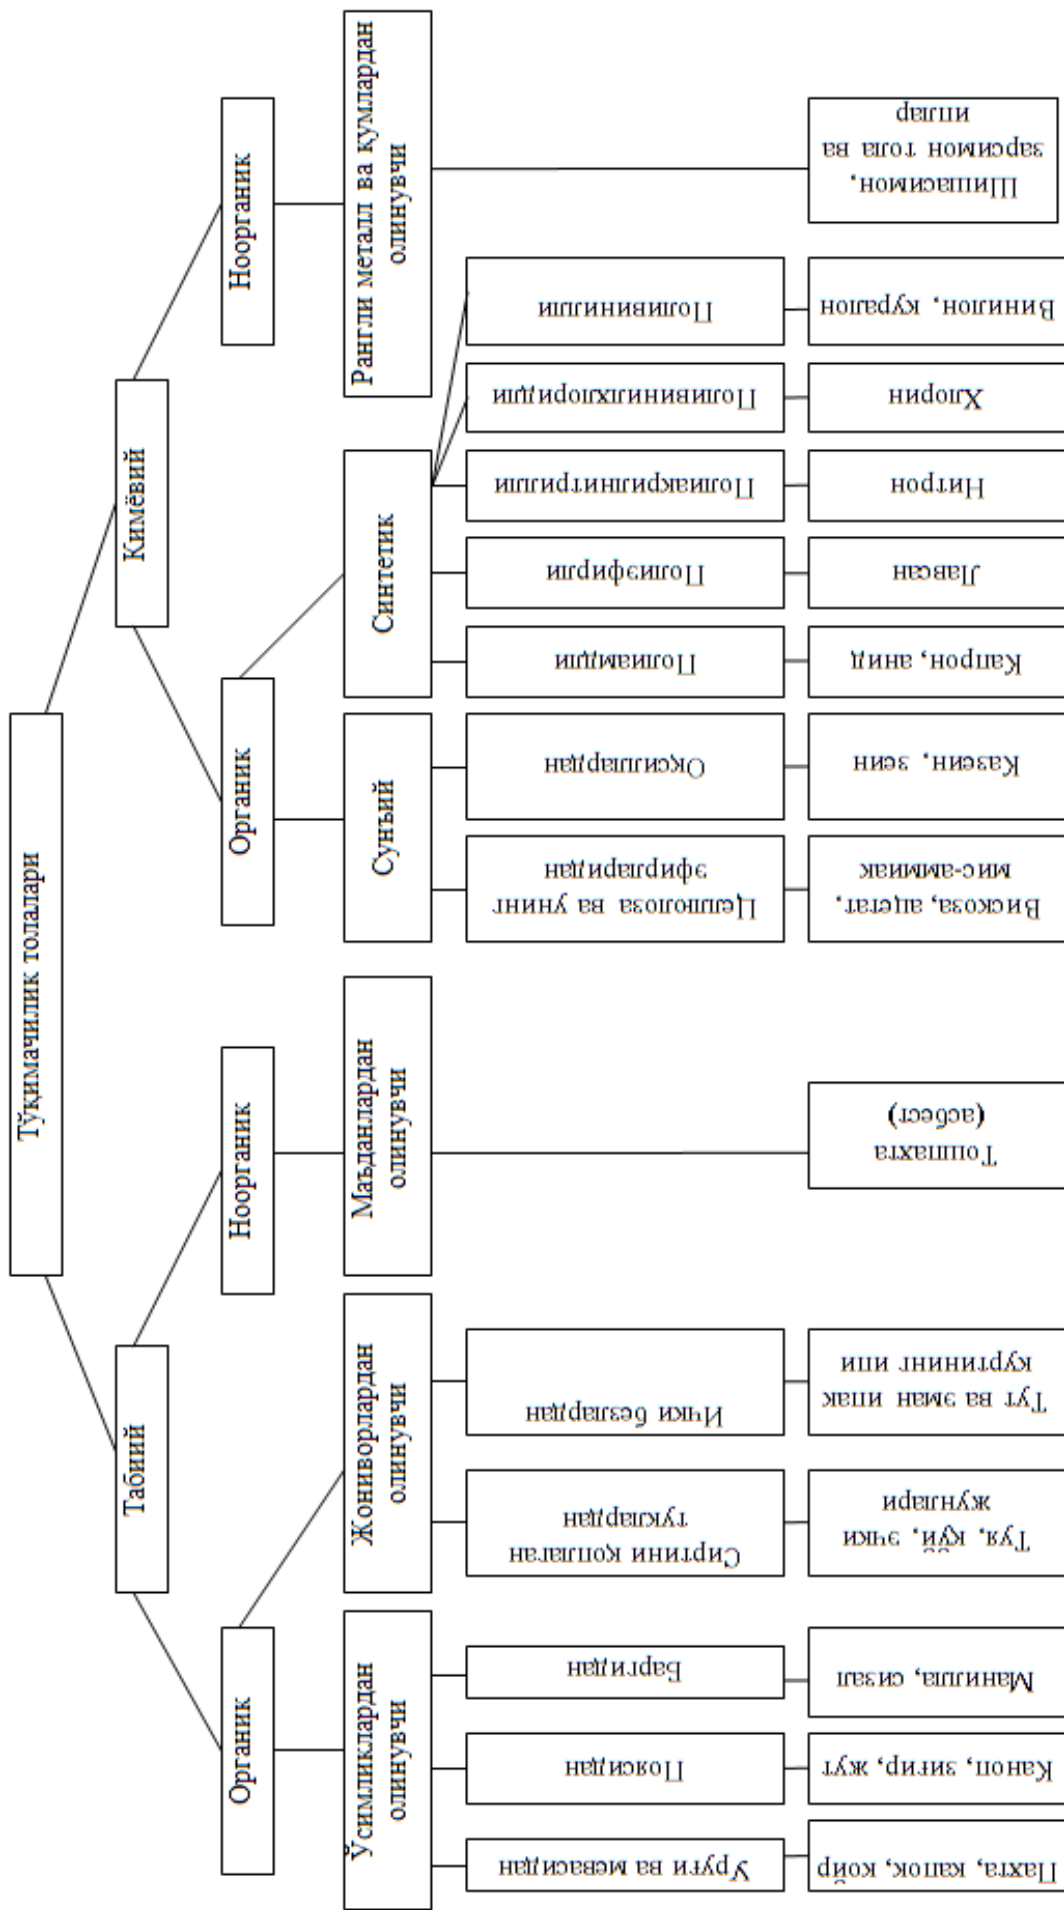 Тўқимачилик толалари
Табиий
Кимёвий
Органик
Ноорганик
Органик
Ноорганик
Ўсимликлардан
олинувчи
Жониворлардан
олинувчи
Маъданлардан
олинувчи
Сунъий
Синтетик
Рангли металл ва қумлардан
олинувчи
Уруғи ва мевасидан
Поясидан
Баргидан
Сиртини қоплаган
туклардан
Ички безлардан
Целлюлоза ва унинг
эфирларидан
Оқсиллардан
Полиамдли
Полиэфирли
Полиакрилнитрилли
Поливинлхлоридли
Поливинилли
Пахта, капок, койр
Каноп, зиғир, жут
Манилла, сизал
Туя, қўй, эчки
жунлари
Тут ва эман ипак
қуртининг ипи
Тошпахта
(асбест)
Вискоза, ацетат,
мис-аммиак
Казеин, зеин
Капрон, анид
Лавсан
Нитрон
Хлорин
Винилон, куралон
Шишасимон,
зарсимон тола ва
иплар